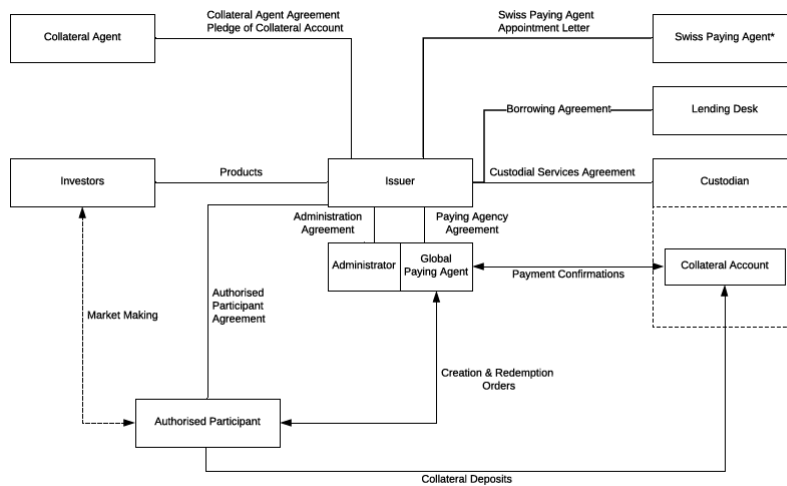 Collateral Agent Agreement
Pledge of Collateral Account
Swiss Paying Agent
Appointment Letter
Collateral Agent
Swiss Paying Agent*
Borrowing Agreement
Lending Desk
Products
Custodial Services Agreement
Investors
Issuer
Custodian
Administration
Agreement
Paying Agency
Agreement
Administrator
Global
Paying Agent
Payment Confirmations
Collateral Account
Authorised
Participant
Agreement
Market Making
Creation & Redemption
Orders
Authorised Participant
Collateral Deposits